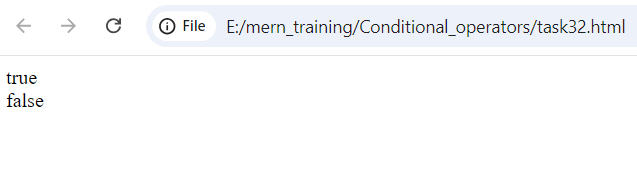 File E:/mern_training/Conditional_operators/task32.html
true
false